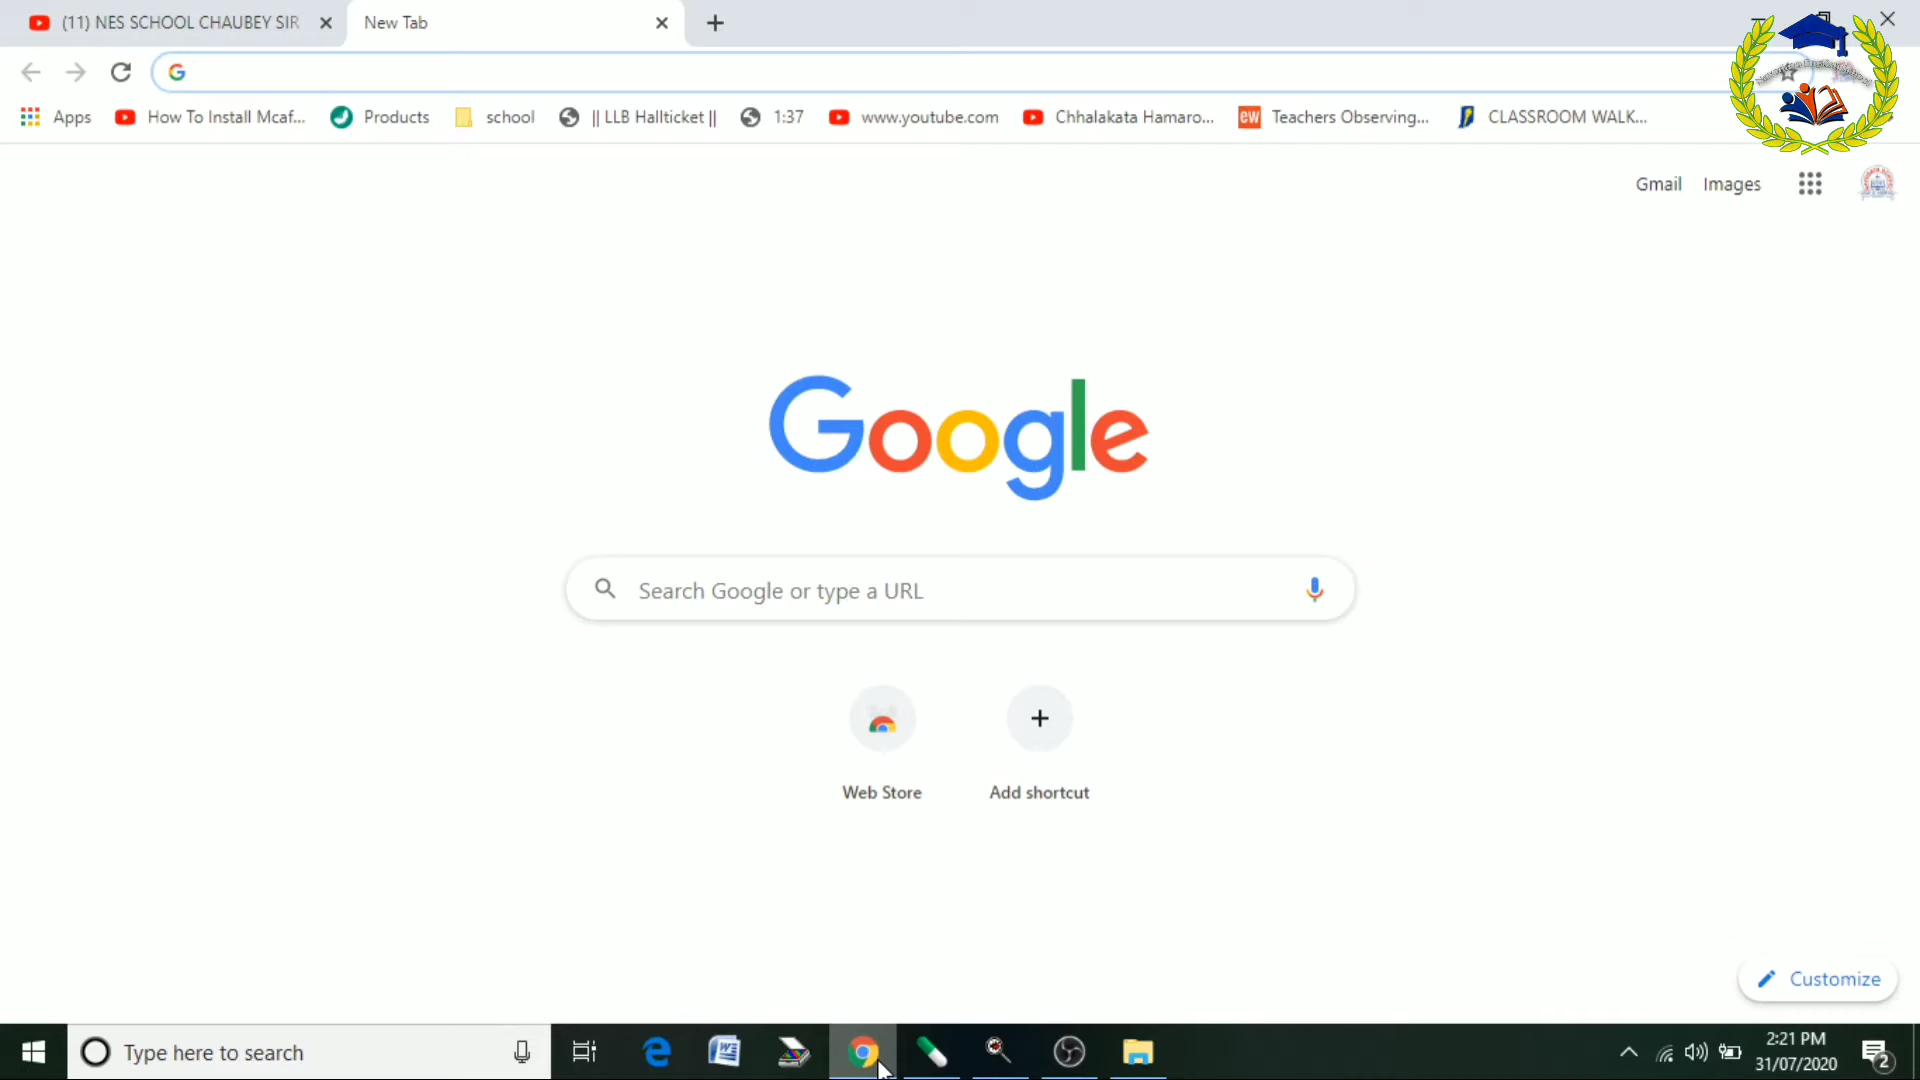 (11) NES SCHOOL CHAUBEY SIR
New Tab
Apps
How To Install Mcaf...
Products
school
|| LLB Hallticket ||
1:37
www.youtube.com
Chhalakata Hamaro...
ew
Teachers Observing...
CLASSROOM WALK...
Gmail
Images
Google
Search Google or type a URL
Web Store
Add shortcut
Customize
Type here to search
2:21 PM
31/07/2020
2